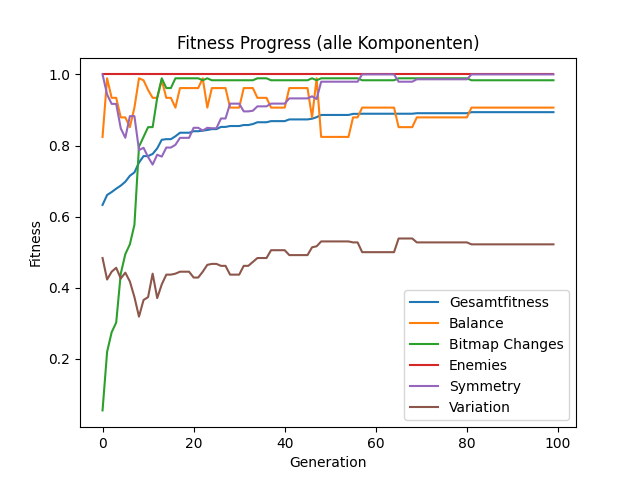 Fitness Progress (alle Komponenten)
1.0
0.8
0.6
0.4
0.2
Fitness
0
20
40
60
80
100
Generation
Gesamtfitness
Balance
Bitmap Changes
Enemies
Symmetry
Variation